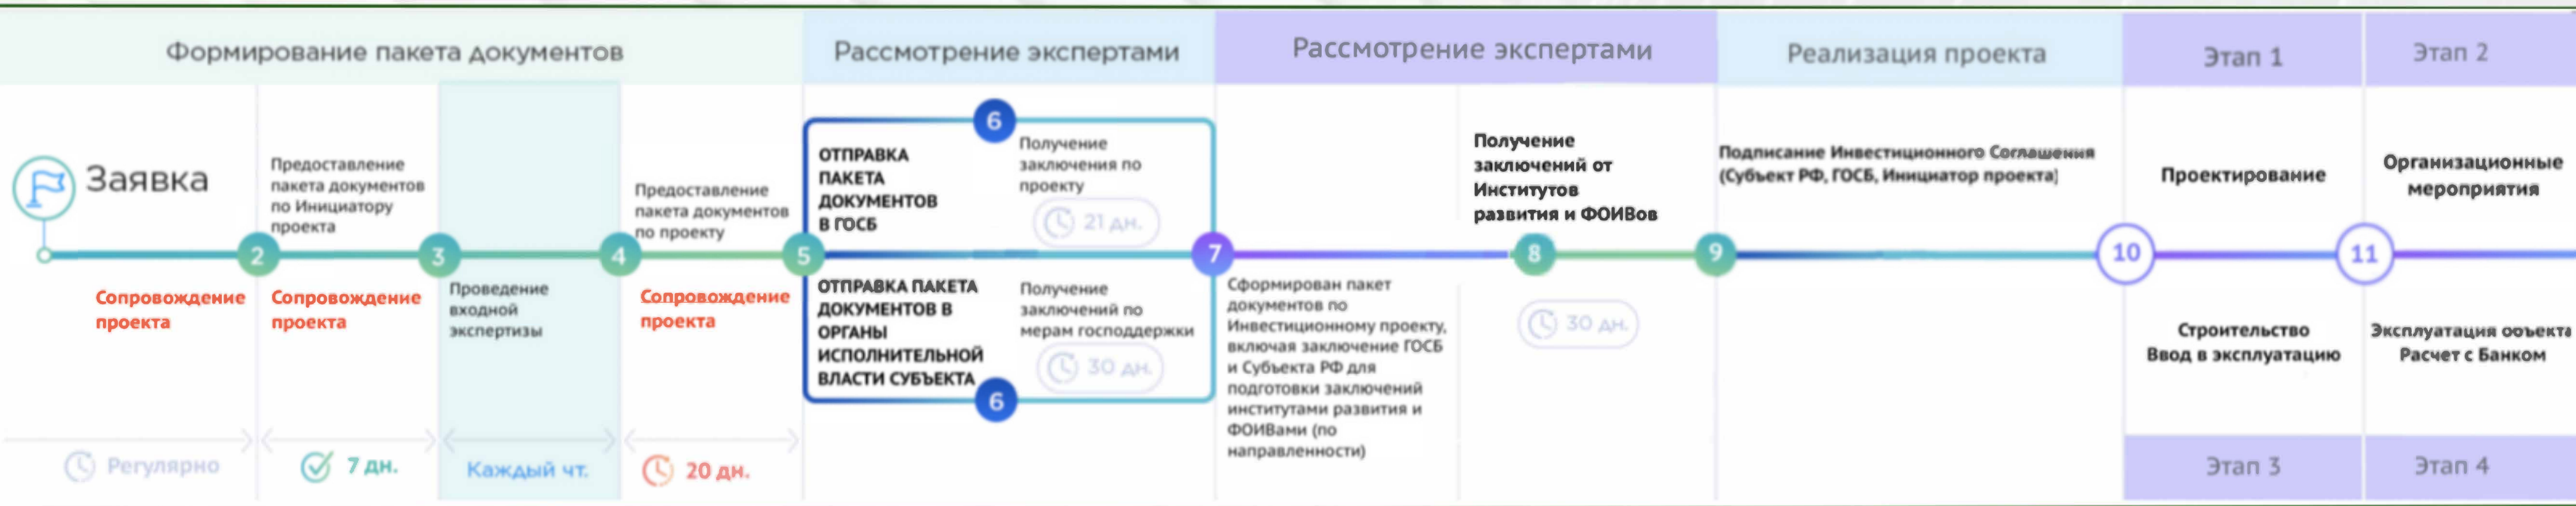 Формирование пакета документов
Рассмотрение экспертами
Рассмотрение экспертами
Реализация проекта
Этап 1
Этап 2
Заявка
Сопровождение
проекта
Регулярно
2
Предоставление
пакета документов
по Инициатору
проекта
Сопровождение
проекта
7 дн.
3
Проведение
входной
экспертизы
Каждый чт.
4
Предоставление
пакета документов
по проекту
Сопровождение
проекта
20 дн.
5
6
ОТПРАВКА
ПАКЕТА
ДОКУМЕНТОВ
В ГОСБ
Получение
заключения по
проекту
21 дн.
ОТПРАВКА ПАКЕТА
ДОКУМЕНТОВ В
ОРГАНЫ
ИСПОЛНИТЕЛЬНОЙ
ВЛАСТИ СУБЪЕКТА
Получение
заключений по
мерам господдержки
30 дн.
6
7
Сформирован пакет
документов по
Инвестиционному проекту,
включая заключение ГОСБ
и Субъекта РФ для
подготовки заключений
институтами развития и
ФОИВами (по
направленности)
Получение
заключений от
Институтов
развития и ФОИВов
8
30 дн.
9
Подписание Инвестиционного Соглашения
(Субъект РФ, ГОСБ, Инициатор проекта)
10
Проектирование
Строительство
Ввод в эксплуатацию
11
Организационные
мероприятия
Эксплуатация объекта
Расчет с Банком
Этап 3
Этап 4